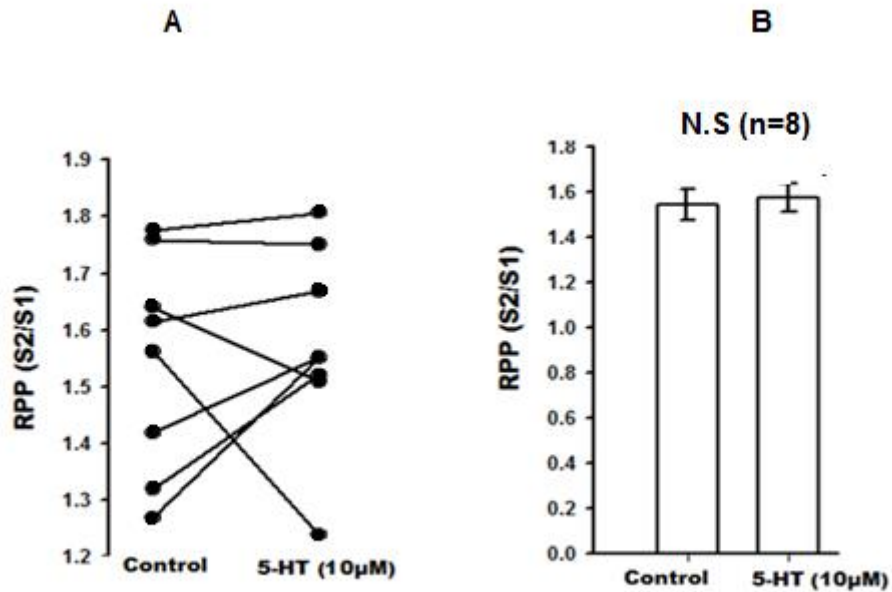 A
RPP (S2/S1)
1.9
1.8
1.7
1.6
1.5
1.4
1.3
1.2
Control
5-HT (10µM)
B
N.S (n=8)
RPP (S2/S1)
1.8
1.6
1.4
1.2
1.0
0.8
0.6
0.4
0.2
0.0
Control
5-HT (10µM)